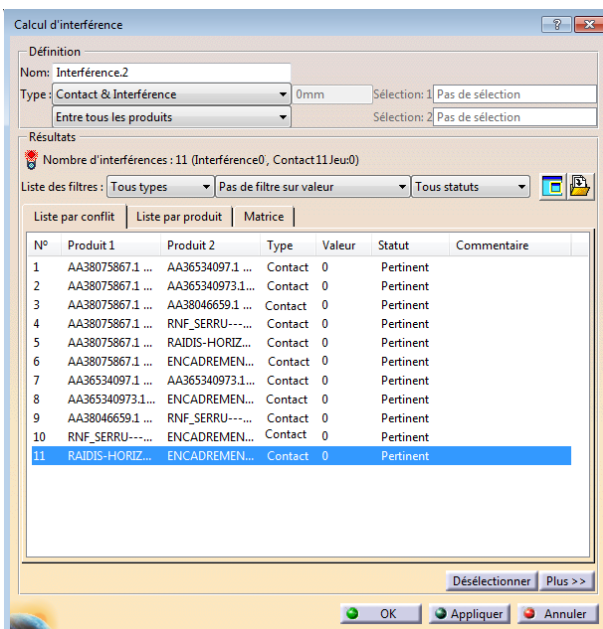 Calcul d'interférence
Définition
Nom: Interférence.2
Type : Contact & Interférence 0mm Sélection: 1 Pas de sélection
Entre tous les produits Sélection: 2 Pas de sélection
Résultats
Nombre d'interférences : 11 (Interférence0 , Contact11 Jeu:0)
Liste des filtres : Tous types Pas de filtre sur valeur Tous statuts
Liste par conflit Liste par produit Matrice
Nº Produit 1 Produit 2 Type Valeur Statut Commentaire
1 AA38075867.1 ... AA36534097.1 ... Contact 0 Pertinent
2 AA38075867.1 ... AA365340973.1... Contact 0 Pertinent
3 AA38075867.1 ... AA38046659.1 ... Contact 0 Pertinent
4 AA38075867.1 ... RNF_SERRU---... Contact 0 Pertinent
5 AA38075867.1 ... RAIDIS-HORIZ... Contact 0 Pertinent
6 AA38075867.1 ... ENCADREMEN... Contact 0 Pertinent
7 AA36534097.1 ... AA365340973.1... Contact 0 Pertinent
8 AA365340973.1... ENCADREMEN... Contact 0 Pertinent
9 AA38046659.1 ... RNF_SERRU---... Contact 0 Pertinent
10 RNF_SERRU---... ENCADREMEN... Contact 0 Pertinent
11 RAIDIS-HORIZ... ENCADREMEN... Contact 0 Pertinent
Désélectionner Plus >>
OK Appliquer Annuler